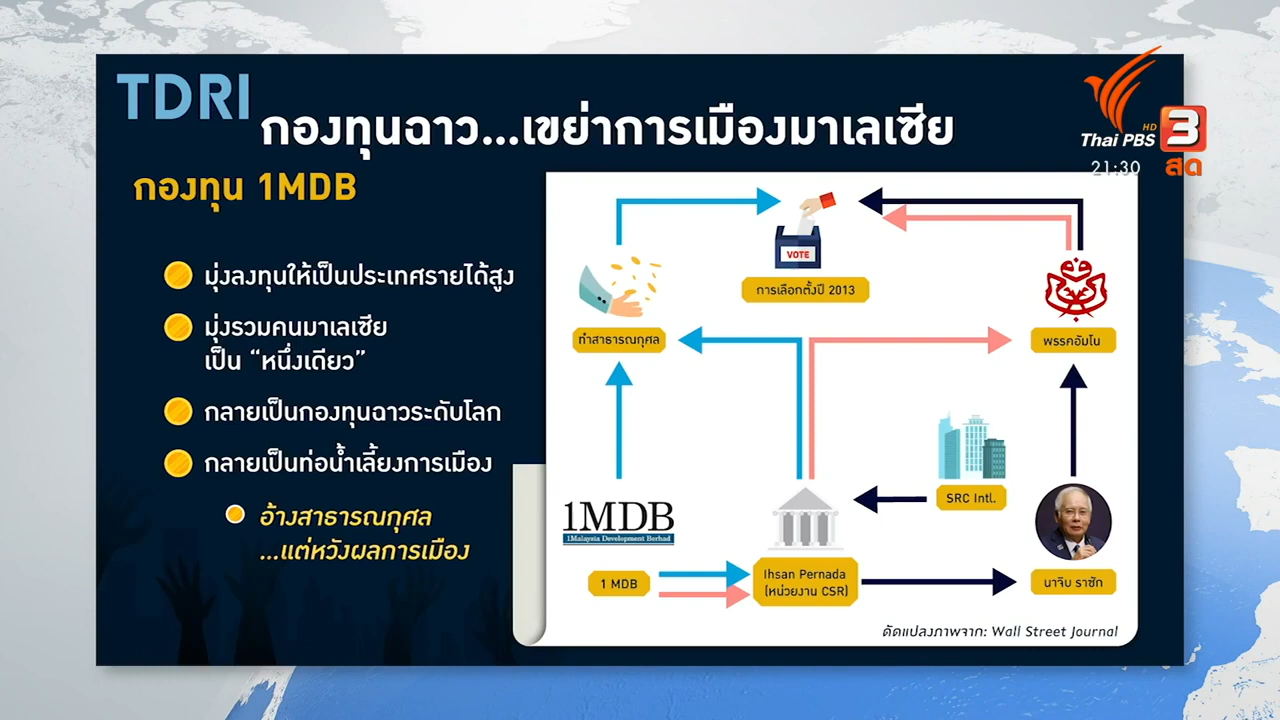 TDRI
กองทุนฉาว...เขย่าการเมืองมาเลเซีย
Thai PBS HD 3
21:30 สด
กองทุน 1MDB
มุ่งลงทุนให้เป็นประเทศรายได้สูง
มุ่งรวมคนมาเลเซีย
เป็น “หนึ่งเดียว”
กลายเป็นกองทุนฉาวระดับโลก
กลายเป็นท่อน้ำเลี้ยงการเมือง
อ้างสาธารณกุศล
...แต่หวังผลการเมือง
VOTE
การเลือกตั้งปี 2013
ทำสาธารณกุศล
พรรคอัมโน
SRC Intl.
1MDB
1Malaysia Development Berhad
1 MDB
Ihsan Pernada
(หน่วยงาน CSR)
นาจิบ ราซัก
ดัดแปลงภาพจาก: Wall Street Journal